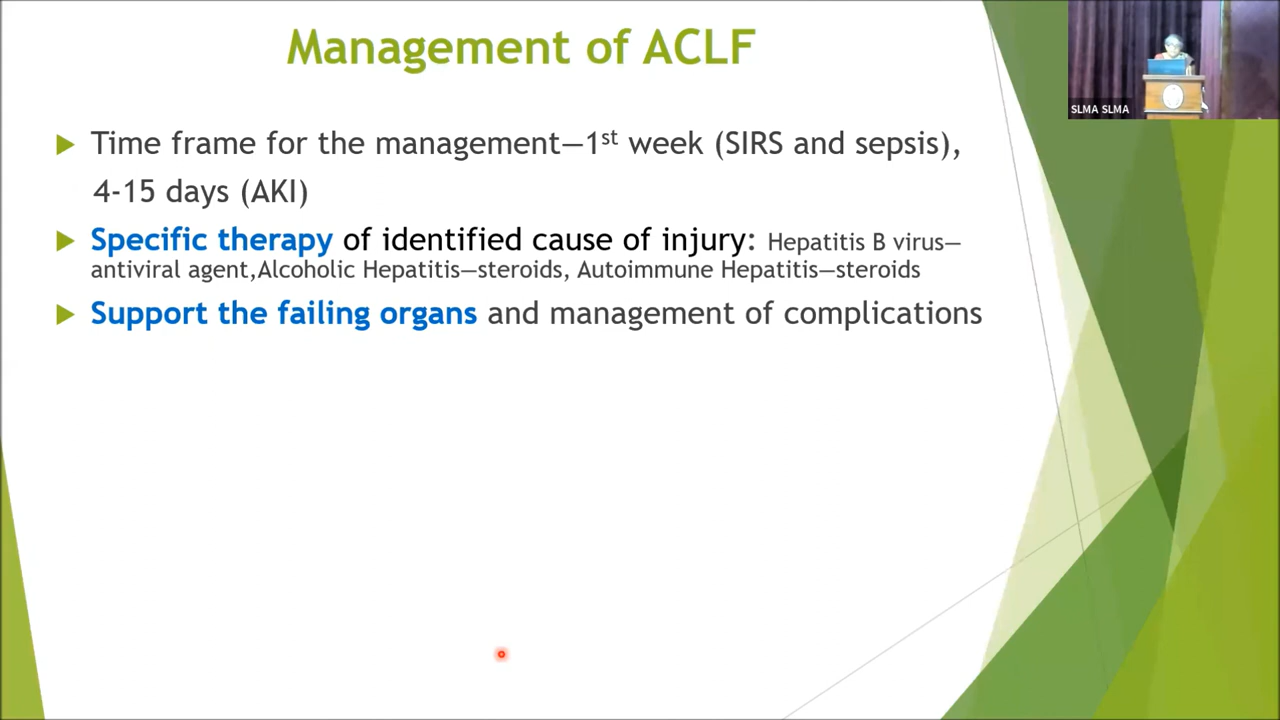 Management of ACLF
SLMA SLMA
Time frame for the management—1st week (SIRS and sepsis),
4-15 days (AKI)
Specific therapy of identified cause of injury: Hepatitis B virus—
antiviral agent,Alcoholic Hepatitis—steroids, Autoimmune Hepatitis—steroids
Support the failing organs and management of complications